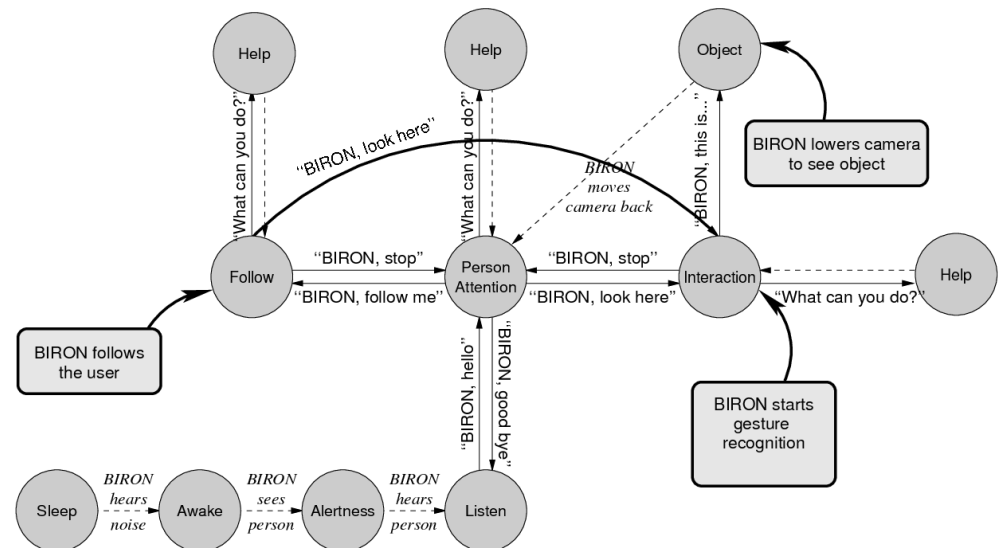 Help
Help
Object
“What can you do?”
“BIRON, look here”
“What can you do?”
BIRON
moves
camera back
“BIRON, this is...”
BIRON lowers camera
to see object
Follow
“BIRON, stop”
“BIRON, follow me”
Person
Attention
“BIRON, stop”
“BIRON, look here”
Interaction
“What can you do?”
Help
BIRON follows
the user
“BIRON, hello”
“BIRON, good bye”
BIRON starts
gesture
recognition
Sleep
BIRON
hears
noise
Awake
BIRON
sees
person
Alertness
BIRON
hears
person
Listen